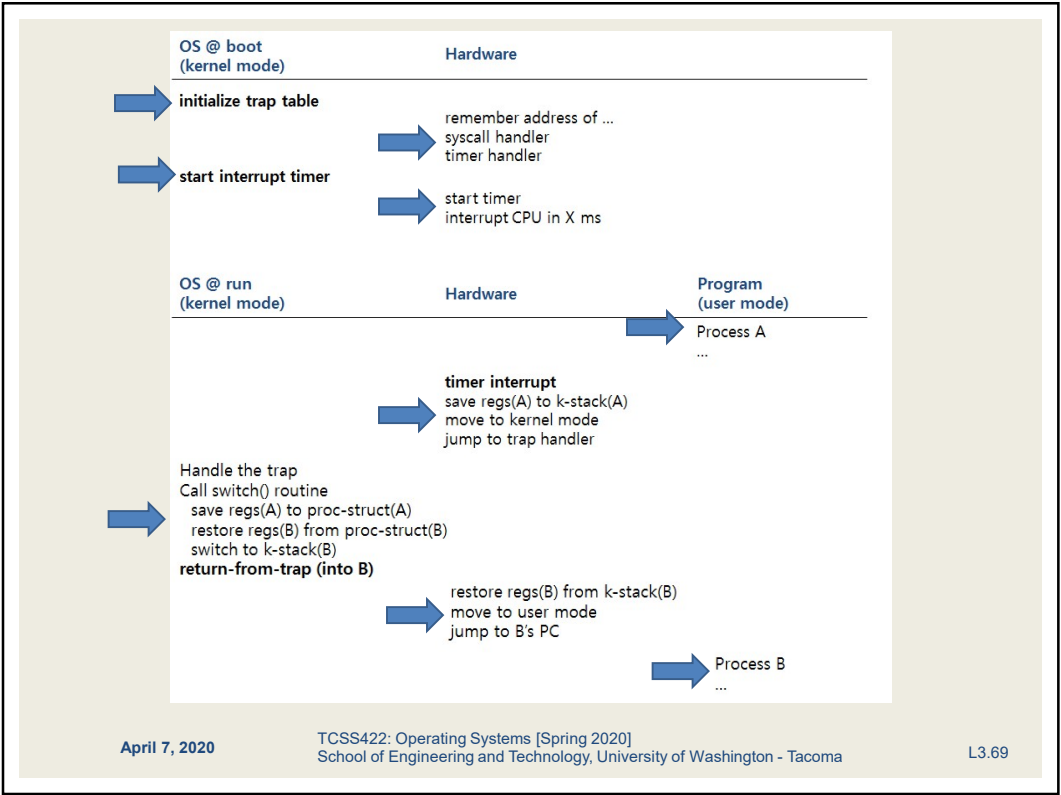 OS @ boot
(kernel mode)
Hardware
initialize trap table
remember address of ...
syscall handler
timer handler
start interrupt timer
start timer
interrupt CPU in X ms
OS @ run
(kernel mode)
Hardware
Program
(user mode)
Process A
...
timer interrupt
save regs(A) to k-stack(A)
move to kernel mode
jump to trap handler
Handle the trap
Call switch() routine
save regs(A) to proc-struct(A)
restore regs(B) from proc-struct(B)
switch to k-stack(B)
return-from-trap (into B)
restore regs(B) from k-stack(B)
move to user mode
jump to B's PC
Process B
...
April 7, 2020
TCSS422: Operating Systems [Spring 2020]
School of Engineering and Technology, University of Washington - Tacoma
L3.69